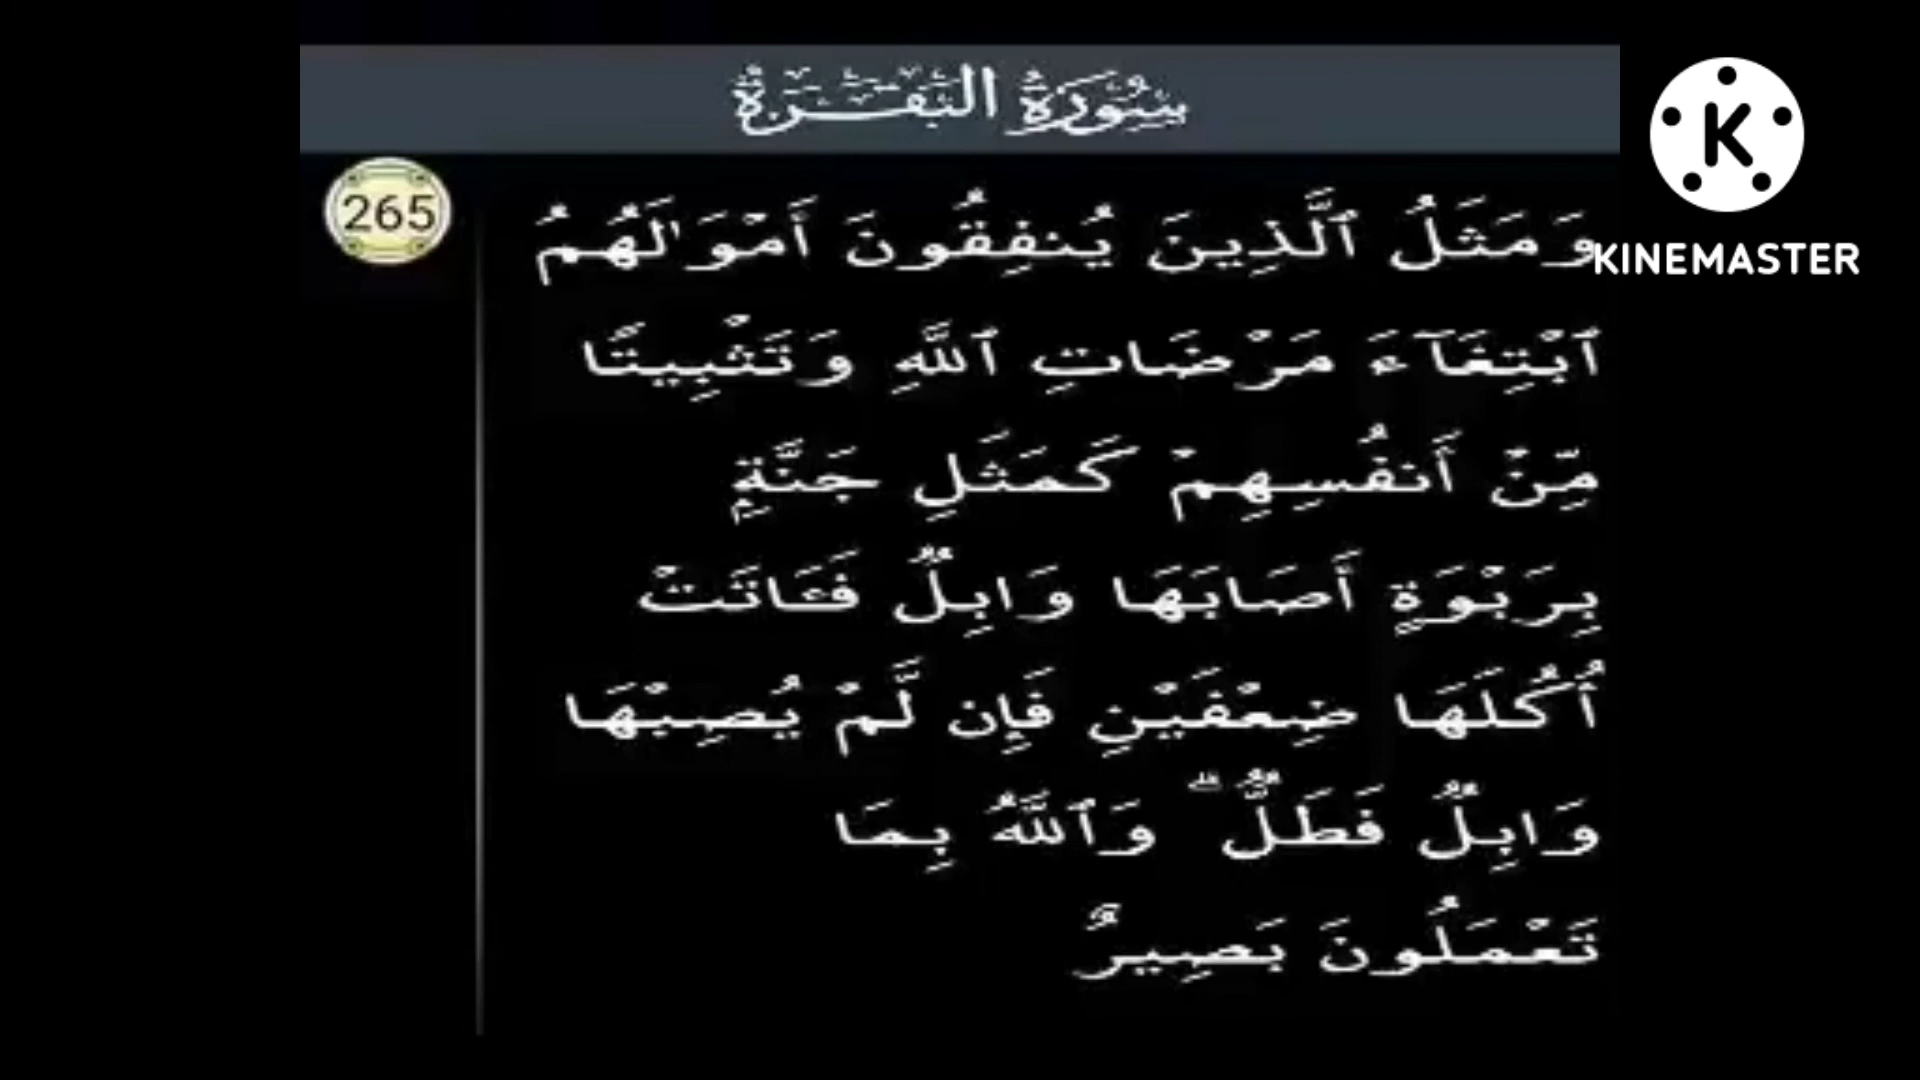 سُورَةُ البَقَرَةِ
265
وَمَثَلُ ٱلَّذِينَ يُنفِقُونَ أَمْوَٰلَهُمُ
ٱبْتِغَآءَ مَرْضَاتِ ٱللَّهِ وَتَثْبِيتًا
مِّنْ أَنفُسِهِمْ كَمَثَلِ جَنَّةٍۭ
بِرَبْوَةٍ أَصَابَهَا وَابِلٌ فَـَٔاتَتْ
أُكُلَهَا ضِعْفَيْنِ فَإِن لَّمْ يُصِبْهَا
وَابِلٌ فَطَلٌّ ۗ وَٱللَّهُ بِمَا
تَعْمَلُونَ بَصِيرٌ
K
KINEMASTER